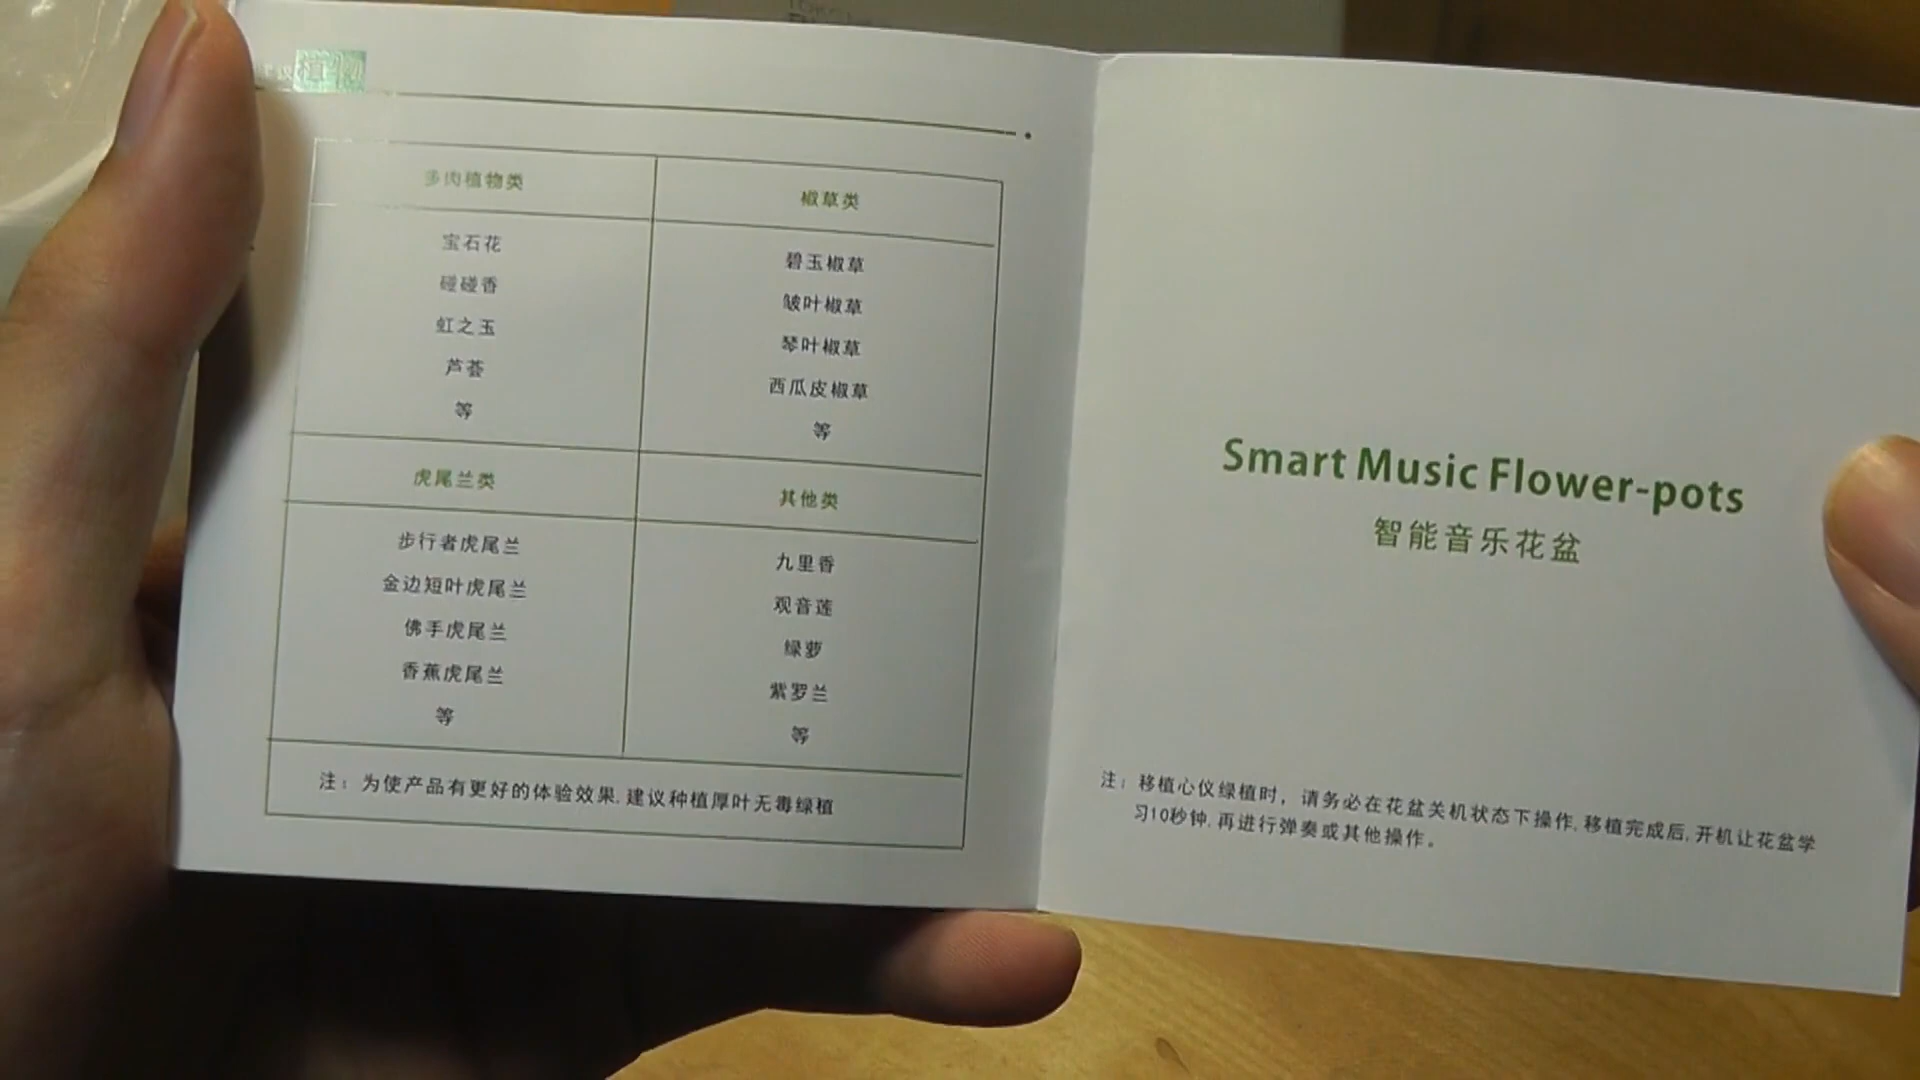 植物
多肉植物类
椒草类
宝石花
碰碰香
虹之玉
芦荟
等
碧玉椒草
皱叶椒草
琴叶椒草
西瓜皮椒草
等
虎尾兰类
其他类
步行者虎尾兰
金边短叶虎尾兰
佛手虎尾兰
香蕉虎尾兰
等
九里香
观音莲
绿萝
紫罗兰
等
注：为使产品有更好的体验效果,建议种植厚叶无毒绿植
Smart Music Flower-pots
智能音乐花盆
注：移植心仪绿植时，请务必在花盆关机状态下操作,移植完成后,开机让花盆学
习10秒钟,再进行弹奏或其他操作。